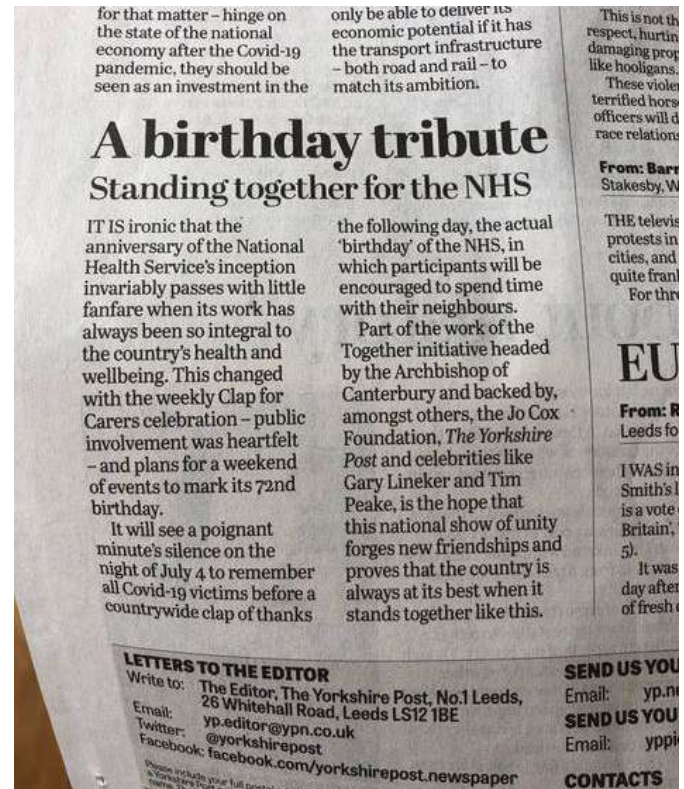 for that matter – hinge on
the state of the national
economy after the Covid-19
pandemic, they should be
seen as an investment in the
only be able to deliver its
economic potential if it has
the transport infrastructure
– both road and rail – to
match its ambition.
A birthday tribute
Standing together for the NHS
IT IS ironic that the
anniversary of the National
Health Service's inception
invariably passes with little
fanfare when its work has
always been so integral to
the country's health and
wellbeing. This changed
with the weekly Clap for
Carers celebration – public
involvement was heartfelt
– and plans for a weekend
of events to mark its 72nd
birthday.
It will see a poignant
minute's silence on the
night of July 4 to remember
all Covid-19 victims before a
countrywide clap of thanks
the following day, the actual
'birthday' of the NHS, in
which participants will be
encouraged to spend time
with their neighbours.
Part of the work of the
Together initiative headed
by the Archbishop of
Canterbury and backed by,
amongst others, the Jo Cox
Foundation, The Yorkshire
Post and celebrities like
Gary Lineker and Tim
Peake, is the hope that
this national show of unity
forges new friendships and
proves that the country is
always at its best when it
stands together like this.
This is not th
respect, hurtin
damaging prop
like hooligans.
These violen
terrified horse
officers will d
race relations
From: Barr
Stakesby, W
THE televis
protests in
cities, and
quite frank
For thre
EU
From: R
Leeds fo
I WAS in
Smith's l
is a vote
Britain',
5).
It was
day after
of fresh
LETTERS TO THE EDITOR
Write to: The Editor, The Yorkshire Post, No.1 Leeds,
26 Whitehall Road, Leeds LS12 1BE
Email: yp.editor@ypn.co.uk
Twitter: @yorkshirepost
Facebook: facebook.com/yorkshirepost.newspaper
Please include your full
SEND US YOU
Email: yp.n
SEND US YOU
Email: yppi
CONTACTS